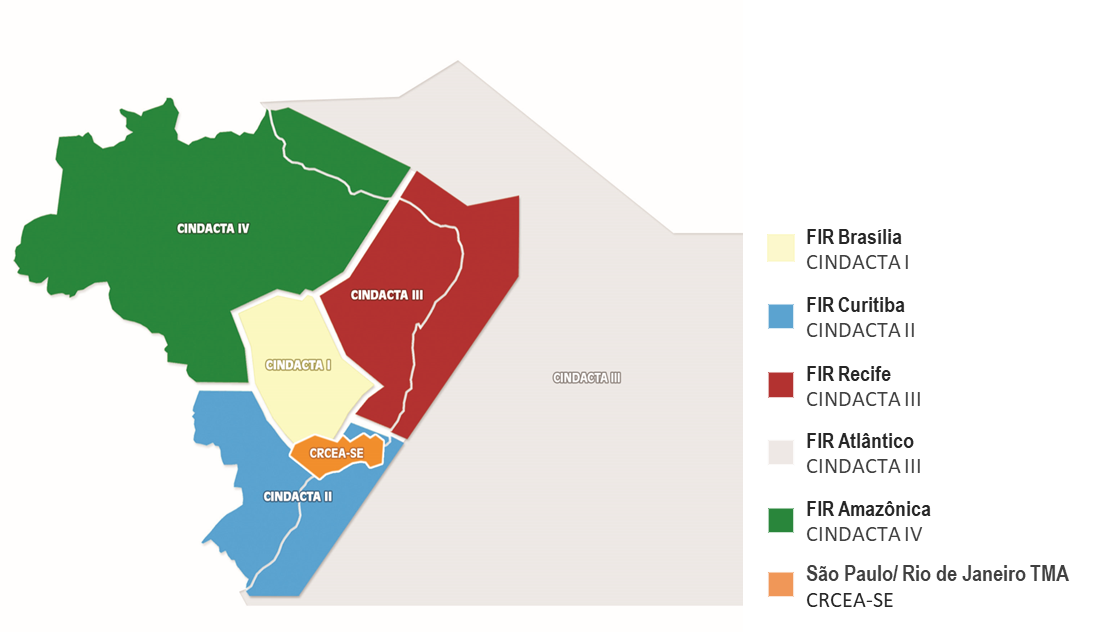 CINDACTA IV
CINDACTA III
CINDACTA I
CINDACTA III
CRCEA-SE
CINDACTA II
FIR Brasília
CINDACTA I
FIR Curitiba
CINDACTA II
FIR Recife
CINDACTA III
FIR Atlântico
CINDACTA III
FIR Amazônica
CINDACTA IV
São Paulo/ Rio de Janeiro TMA
CRCEA-SE